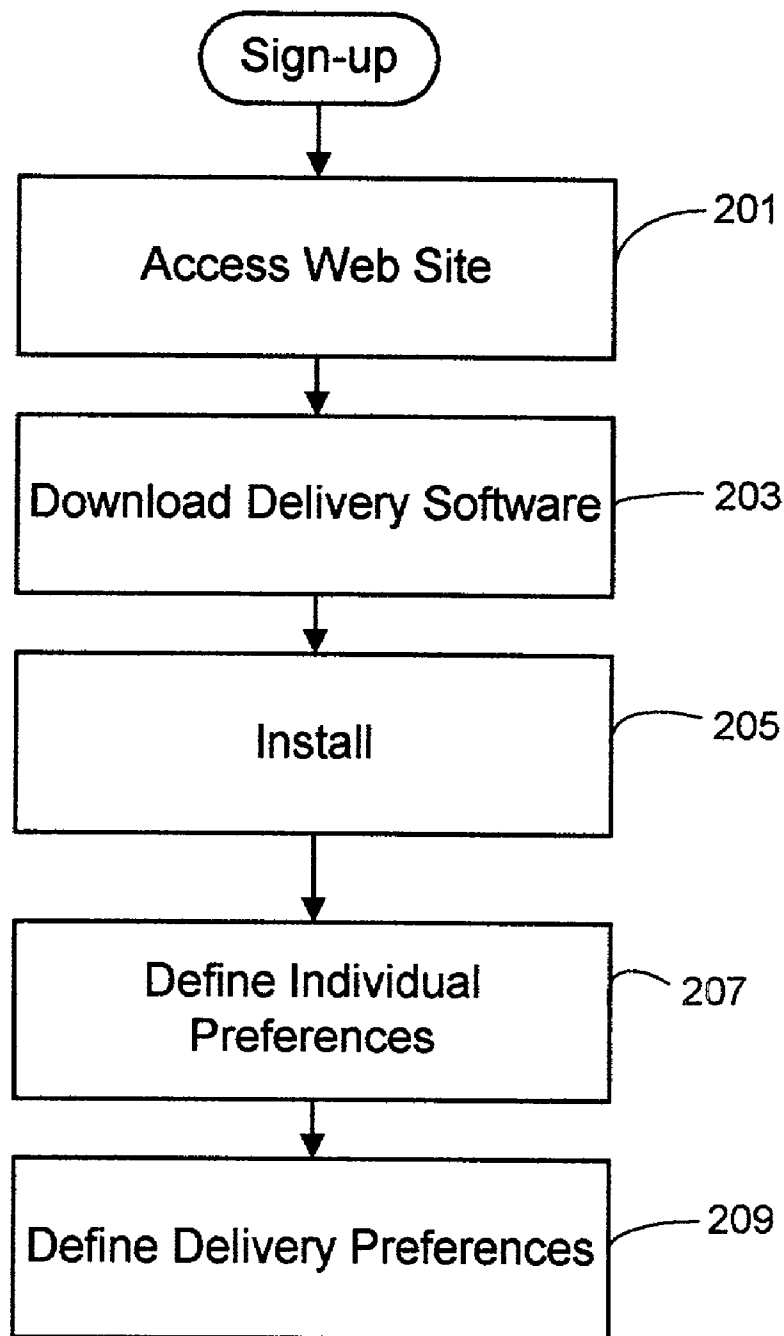 Sign-up
Access Web Site
201
Download Delivery Software
203
Install
205
Define Individual
Preferences
207
Define Delivery Preferences
209